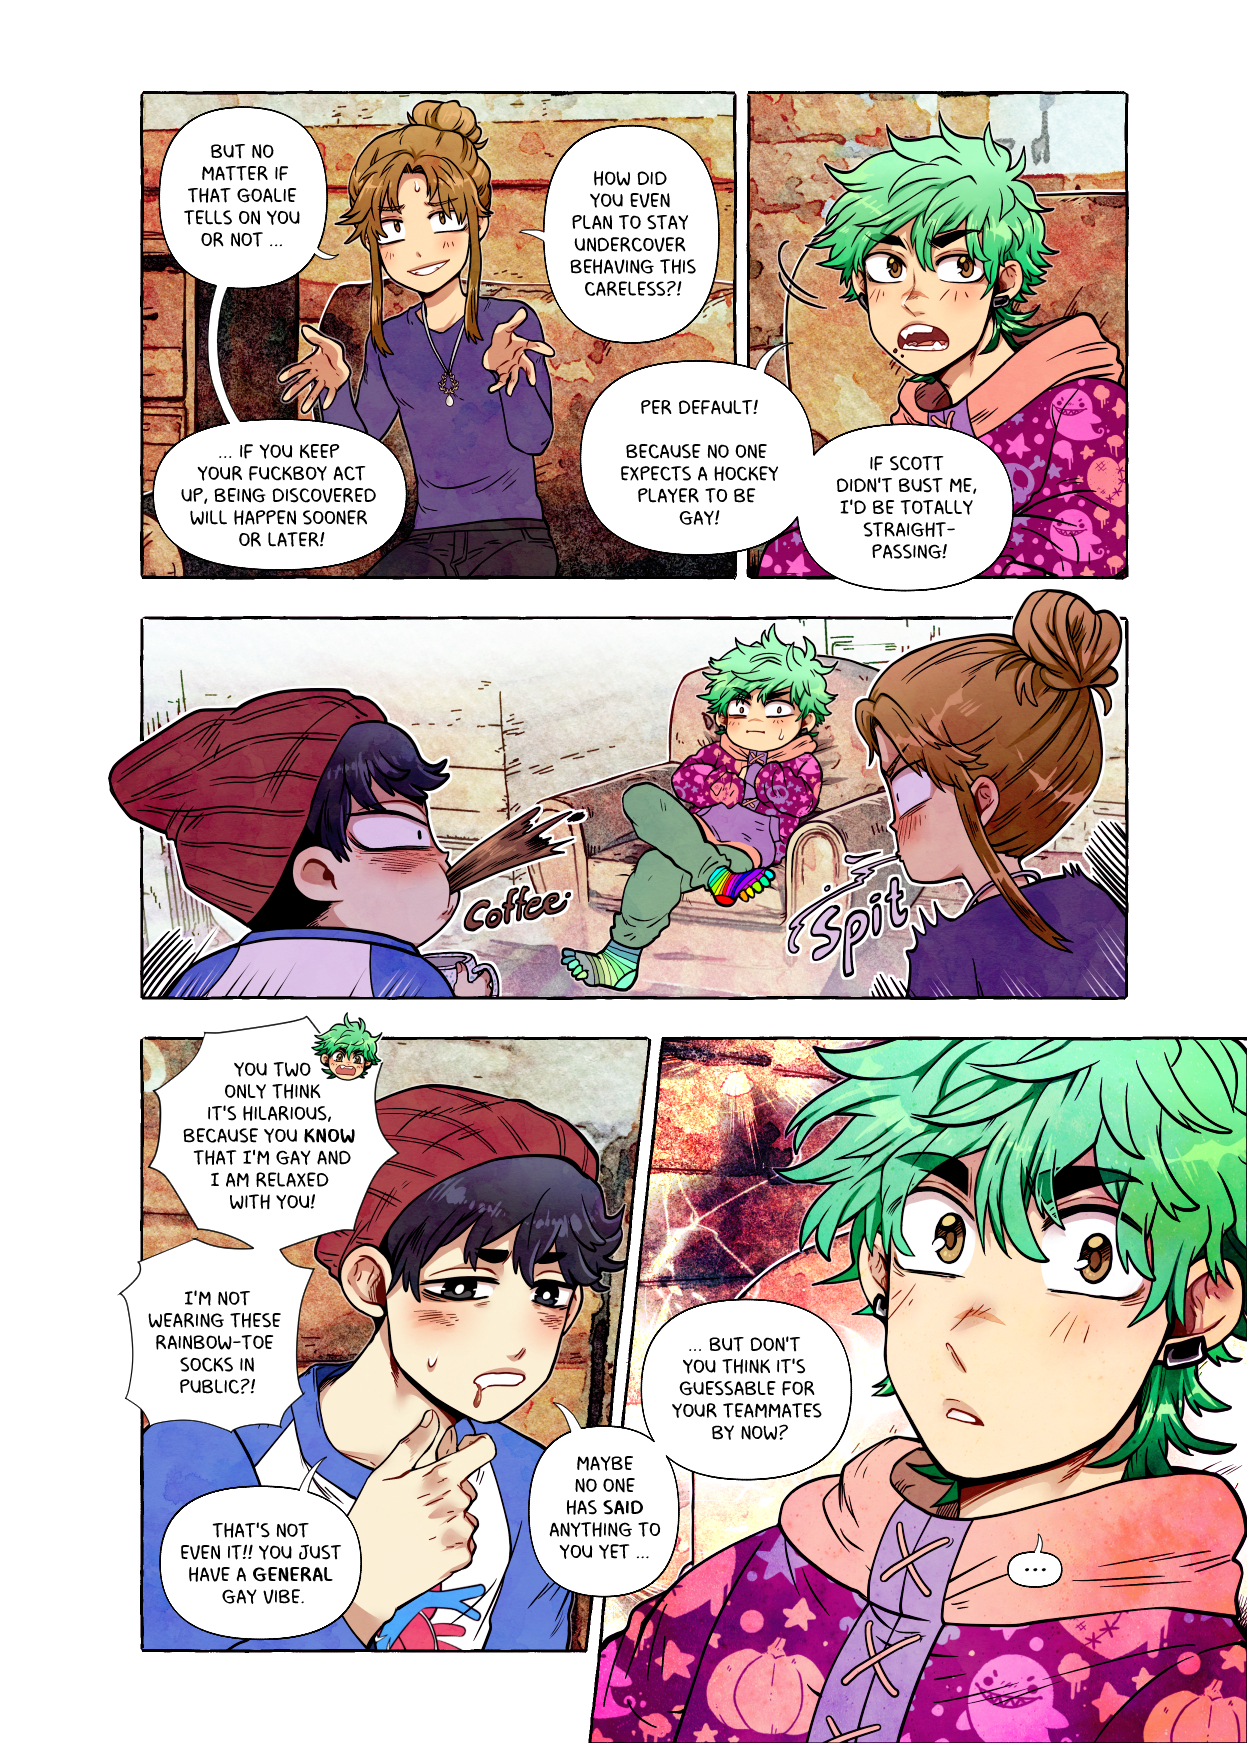 BUT NO
MATTER IF
THAT GOALIE
TELLS ON YOU
OR NOT ...
... IF YOU KEEP
YOUR FUCKBOY ACT
UP, BEING DISCOVERED
WILL HAPPEN SOONER
OR LATER!
HOW DID
YOU EVEN
PLAN TO STAY
UNDERCOVER
BEHAVING THIS
CARELESS?!
PER DEFAULT!
BECAUSE NO ONE
EXPECTS A HOCKEY
PLAYER TO BE
GAY!
IF SCOTT
DIDN'T BUST ME,
I'D BE TOTALLY
STRAIGHT-
PASSING!
Coffee.
Spit
YOU TWO
ONLY THINK
IT'S HILARIOUS,
BECAUSE YOU KNOW
THAT I'M GAY AND
I AM RELAXED
WITH YOU!
I'M NOT
WEARING THESE
RAINBOW-TOE
SOCKS IN
PUBLIC?!
THAT'S NOT
EVEN IT!! YOU JUST
HAVE A GENERAL
GAY VIBE.
MAYBE
NO ONE
HAS SAID
ANYTHING TO
YOU YET ...
... BUT DON'T
YOU THINK IT'S
GUESSABLE FOR
YOUR TEAMMATES
BY NOW?
...